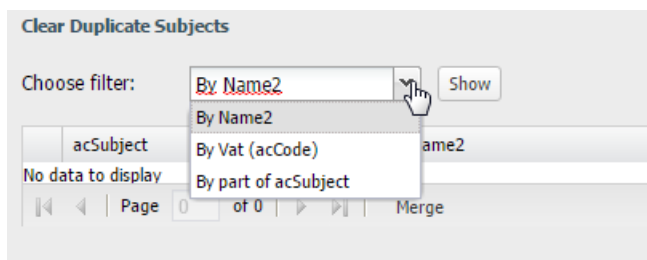 Clear Duplicate Subjects
Choose filter: By Name2 Show
By Name2
acSubject ame2
By Vat (acCode)
No data to display
By part of acSubject
Page 0 of 0 Merge